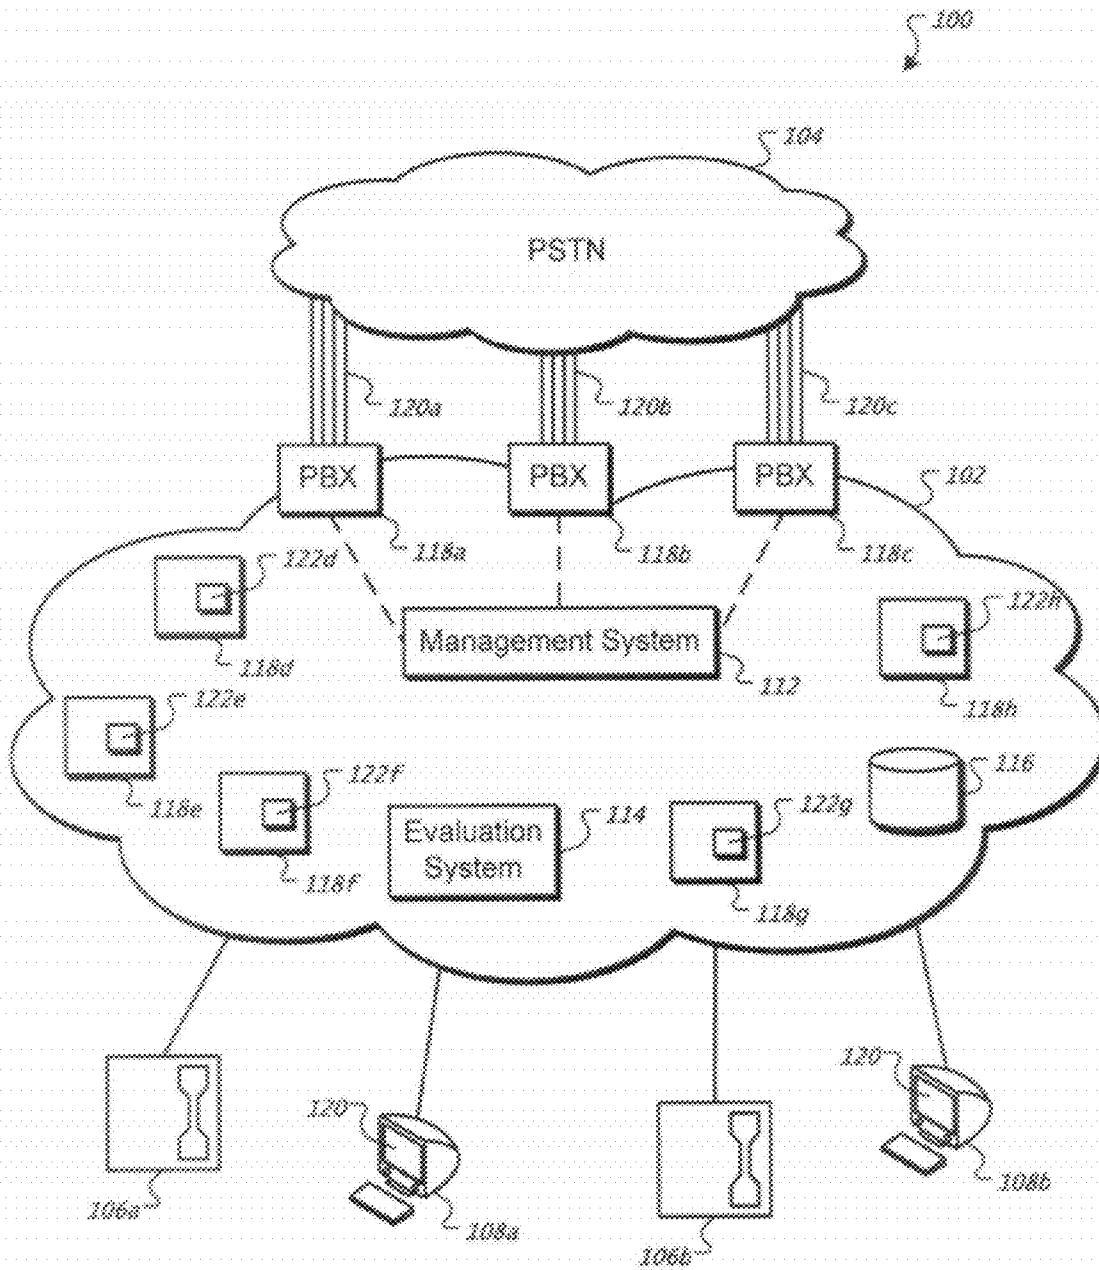 100
104
PSTN
120a
120b
120c
PBX
PBX
PBX
102
118a
118b
118c
122d
122h
Management System
118d
112
118h
122e
116
122f
122g
118e
114
Evaluation
System
118f
118g
120
120
106a
108a
108b
106b